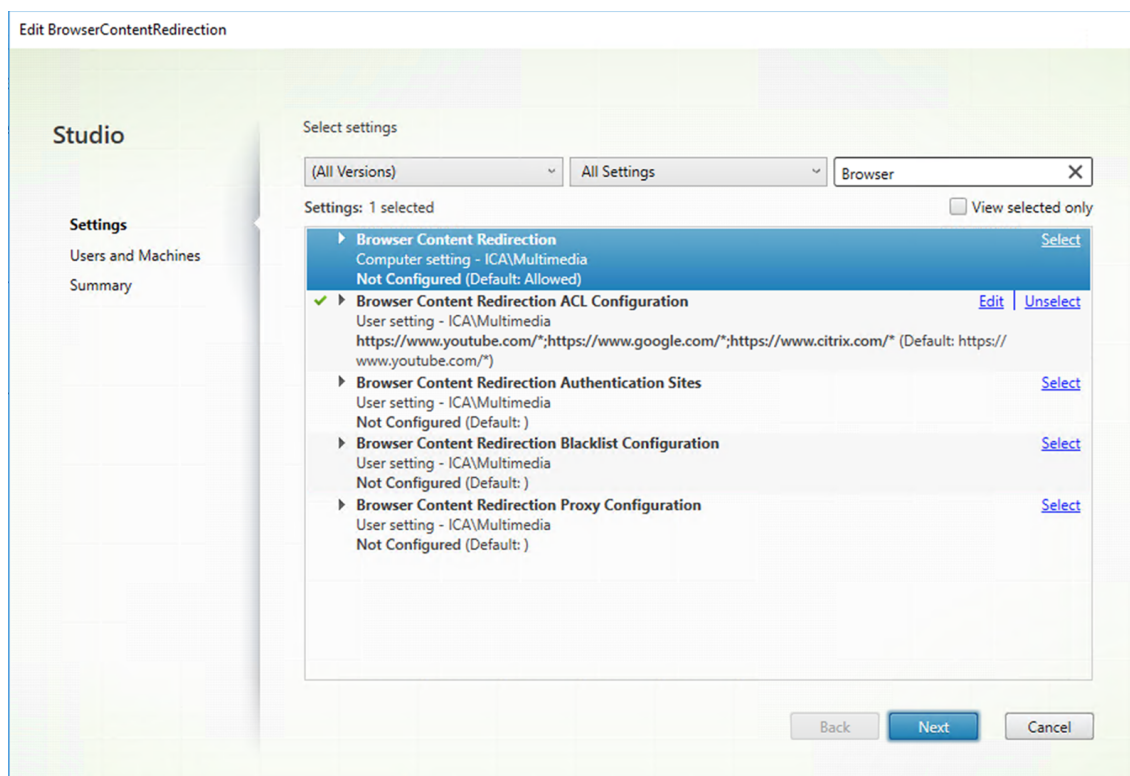 Edit BrowserContentRedirection
Studio
Settings
Users and Machines
Summary
Select settings
(All Versions)
All Settings
Browser
Settings: 1 selected
View selected only
Browser Content Redirection
Select
Computer setting - ICA\Multimedia
Not Configured (Default: Allowed)
Browser Content Redirection ACL Configuration
Edit | Unselect
User setting - ICA\Multimedia
https://www.youtube.com/*;https://www.google.com/*;https://www.citrix.com/* (Default: https://
www.youtube.com/*)
Browser Content Redirection Authentication Sites
Select
User setting - ICA\Multimedia
Not Configured (Default: )
Browser Content Redirection Blacklist Configuration
Select
User setting - ICA\Multimedia
Not Configured (Default: )
Browser Content Redirection Proxy Configuration
Select
User setting - ICA\Multimedia
Not Configured (Default: )
Back
Next
Cancel